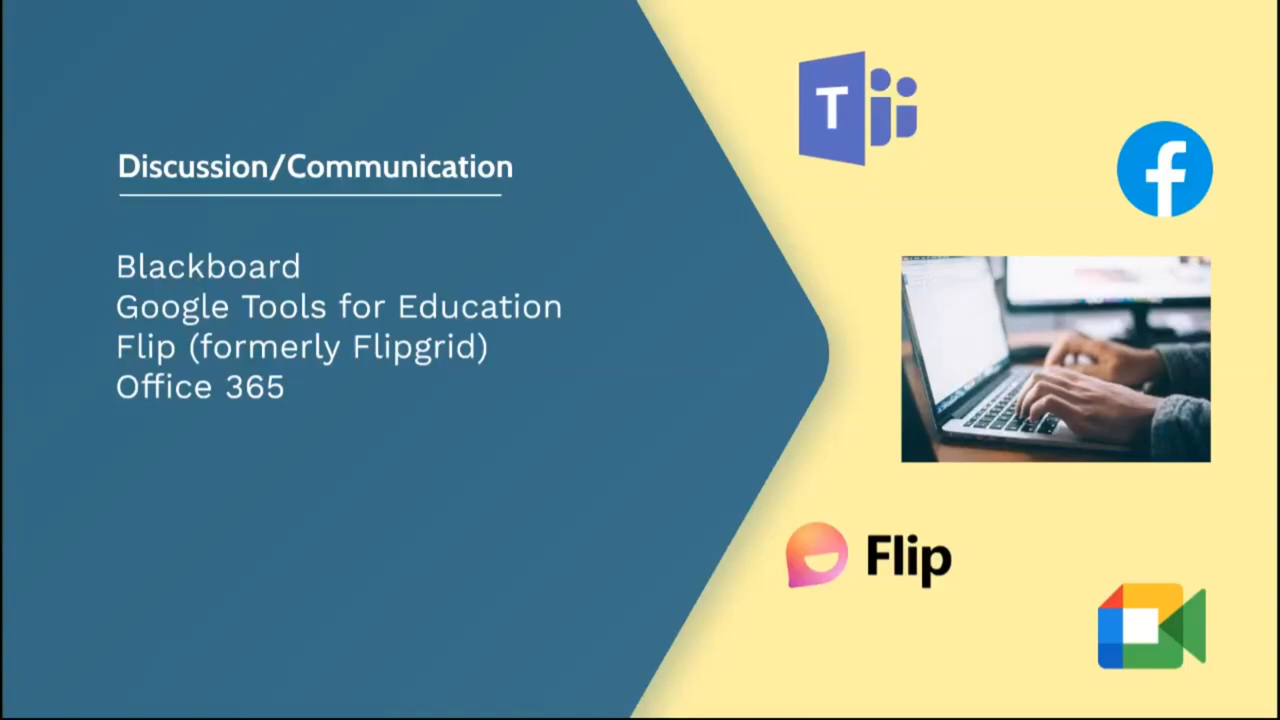 Discussion/Communication
Blackboard
Google Tools for Education
Flip (formerly Flipgrid)
Office 365
T
f
Flip